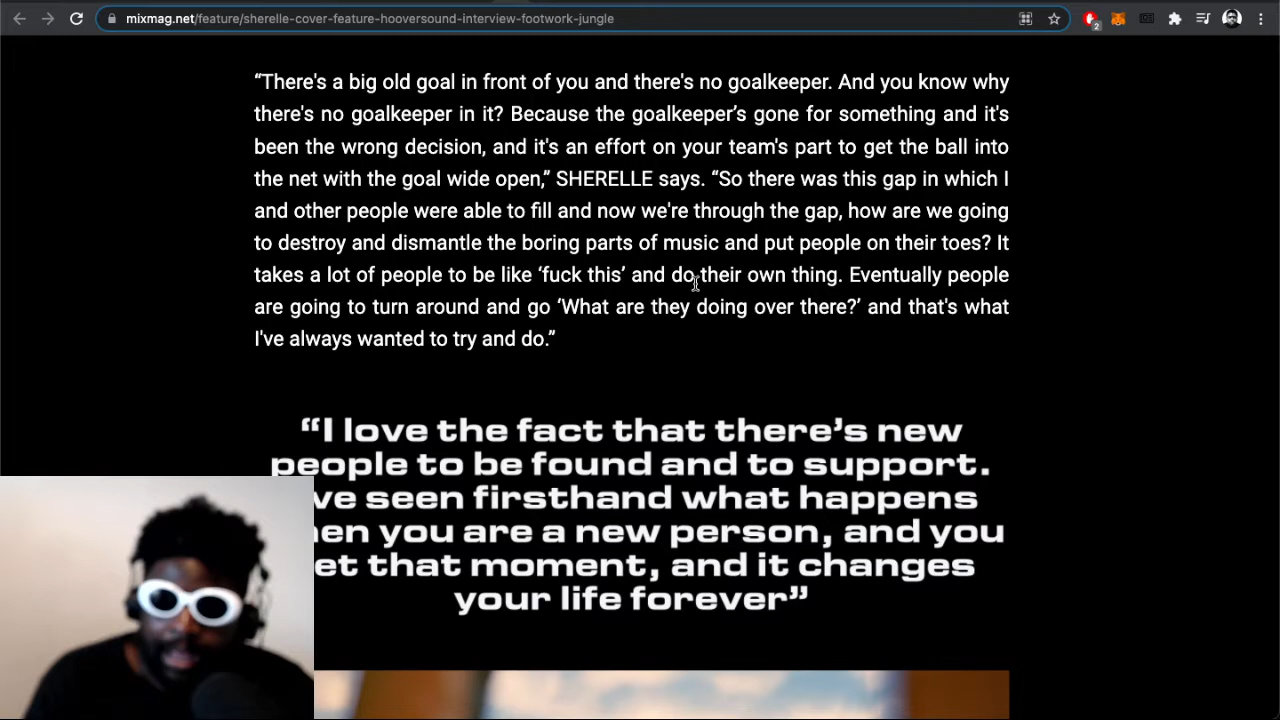 mixmag.net/feature/sherelle-cover-feature-hooversound-interview-footwork-jungle
2
“There's a big old goal in front of you and there's no goalkeeper. And you know why
there's no goalkeeper in it? Because the goalkeeper’s gone for something and it's
been the wrong decision, and it's an effort on your team's part to get the ball into
the net with the goal wide open,” SHERELLE says. “So there was this gap in which I
and other people were able to fill and now we're through the gap, how are we going
to destroy and dismantle the boring parts of music and put people on their toes? It
takes a lot of people to be like ‘fuck this’ and do their own thing. Eventually people
are going to turn around and go ‘What are they doing over there?’ and that's what
I've always wanted to try and do.”
“I love the fact that there’s new
people to be found and to support.
ve seen firsthand what happens
en you are a new person, and you
et that moment, and it changes
your life forever”